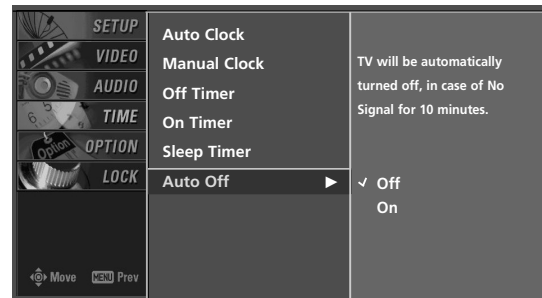 SETUP
VIDEO
AUDIO
TIME
OPTION
LOCK
Move
MENU Prev
Auto Clock
Manual Clock
Off Timer
On Timer
Sleep Timer
Auto Off ►
TV will be automatically
turned off, in case of No
Signal for 10 minutes.
✓ Off
On